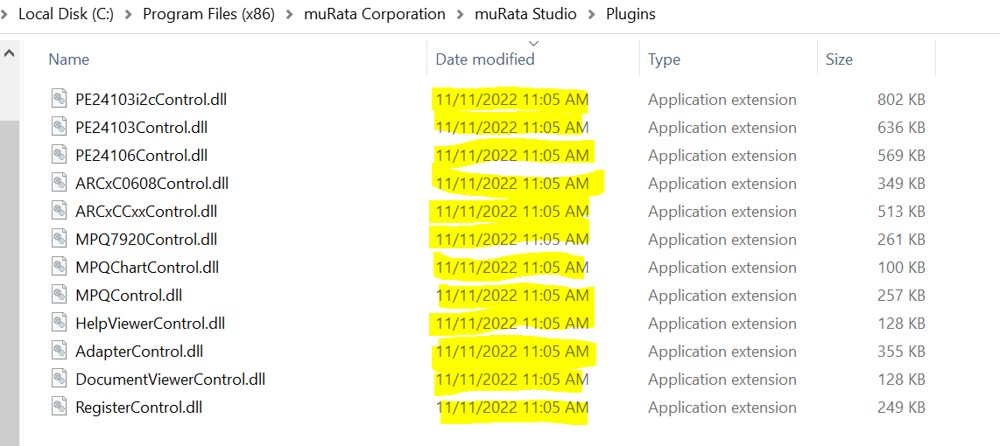 Local Disk (C:) > Program Files (x86) > muRata Corporation > muRata Studio > Plugins
Name Date modified Type Size
PE24103i2cControl.dll 11/11/2022 11:05 AM Application extension 802 KB
PE24103Control.dll 11/11/2022 11:05 AM Application extension 636 KB
PE24106Control.dll 11/11/2022 11:05 AM Application extension 569 KB
ARCxC0608Control.dll 11/11/2022 11:05 AM Application extension 349 KB
ARCxCCxxControl.dll 11/11/2022 11:05 AM Application extension 513 KB
MPQ7920Control.dll 11/11/2022 11:05 AM Application extension 261 KB
MPQChartControl.dll 11/11/2022 11:05 AM Application extension 100 KB
MPQControl.dll 11/11/2022 11:05 AM Application extension 257 KB
HelpViewerControl.dll 11/11/2022 11:05 AM Application extension 128 KB
AdapterControl.dll 11/11/2022 11:05 AM Application extension 355 KB
DocumentViewerControl.dll 11/11/2022 11:05 AM Application extension 128 KB
RegisterControl.dll 11/11/2022 11:05 AM Application extension 249 KB